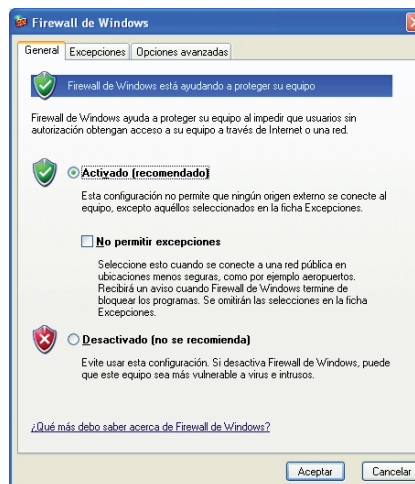 Firewall de Windows
General Excepciones Opciones avanzadas
Firewall de Windows está ayudando a proteger su equipo
Firewall de Windows ayuda a proteger su equipo al impedir que usuarios sin
autorización obtengan acceso a su equipo a través de Internet o una red.
Activado (recomendado)
Esta configuración no permite que ningún origen externo se conecte al
equipo, excepto aquéllos seleccionados en la ficha Excepciones.
No permitir excepciones
Seleccione esto cuando se conecte a una red pública en
ubicaciones menos seguras, como por ejemplo aeropuertos.
Recibirá un aviso cuando Firewall de Windows termine de
bloquear los programas. Se omitirán las selecciones en la ficha
Excepciones.
Desactivado (no se recomienda)
Evite usar esta configuración. Si desactiva Firewall de Windows, puede
que este equipo sea más vulnerable a virus e intrusos.
¿Qué más debo saber acerca de Firewall de Windows?
Aceptar Cancelar